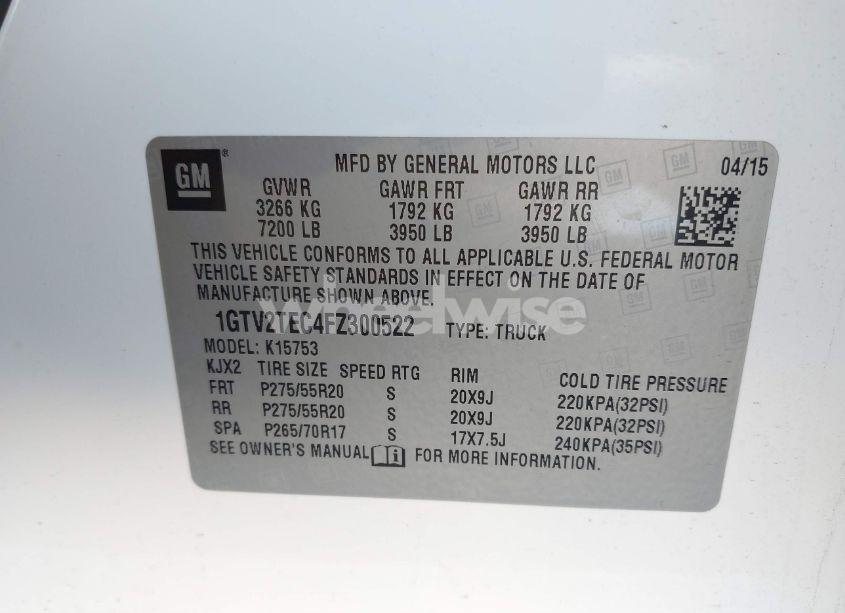 GM ® MFD BY GENERAL MOTORS LLC 04/15
GVWR GAWR FRT GAWR RR
3266 KG 1792 KG 1792 KG
7200 LB 3950 LB 3950 LB
THIS VEHICLE CONFORMS TO ALL APPLICABLE U.S. FEDERAL MOTOR
VEHICLE SAFETY STANDARDS IN EFFECT ON THE DATE OF
MANUFACTURE SHOWN ABOVE.
wheelwise
1GTV2TEC4FZ300522 TYPE: TRUCK
MODEL: K15753
KJX2 TIRE SIZE SPEED RTG RIM COLD TIRE PRESSURE
FRT P275/55R20 S 20X9J 220KPA(32PSI)
RR P275/55R20 S 20X9J 220KPA(32PSI)
SPA P265/70R17 S 17X7.5J 240KPA(35PSI)
SEE OWNER'S MANUAL i FOR MORE INFORMATION.